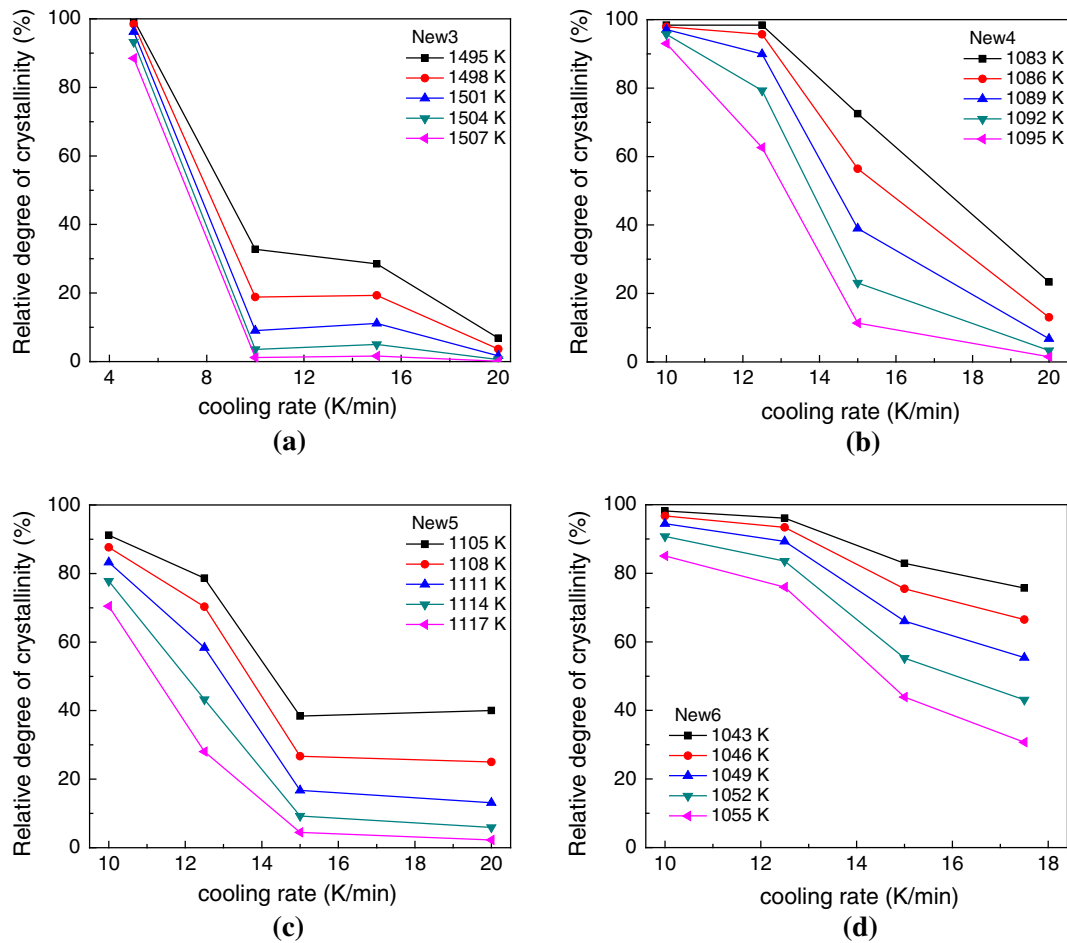 New3
1495 K
1498 K
1501 K
1504 K
1507 K
Relative degree of crystallinity (%)
100
80
60
40
20
0
4 8 12 16 20
cooling rate (K/min)
(a)
New4
1083 K
1086 K
1089 K
1092 K
1095 K
Relative degree of crystallinity (%)
100
80
60
40
20
0
10 12 14 16 18 20
cooling rate (K/min)
(b)
New5
1105 K
1108 K
1111 K
1114 K
1117 K
Relative degree of crystallinity (%)
100
80
60
40
20
0
10 12 14 16 18 20
cooling rate (K/min)
(c)
New6
1043 K
1046 K
1049 K
1052 K
1055 K
Relative degree of crystallinity (%)
100
80
60
40
20
0
10 12 14 16 18
cooling rate (K/min)
(d)